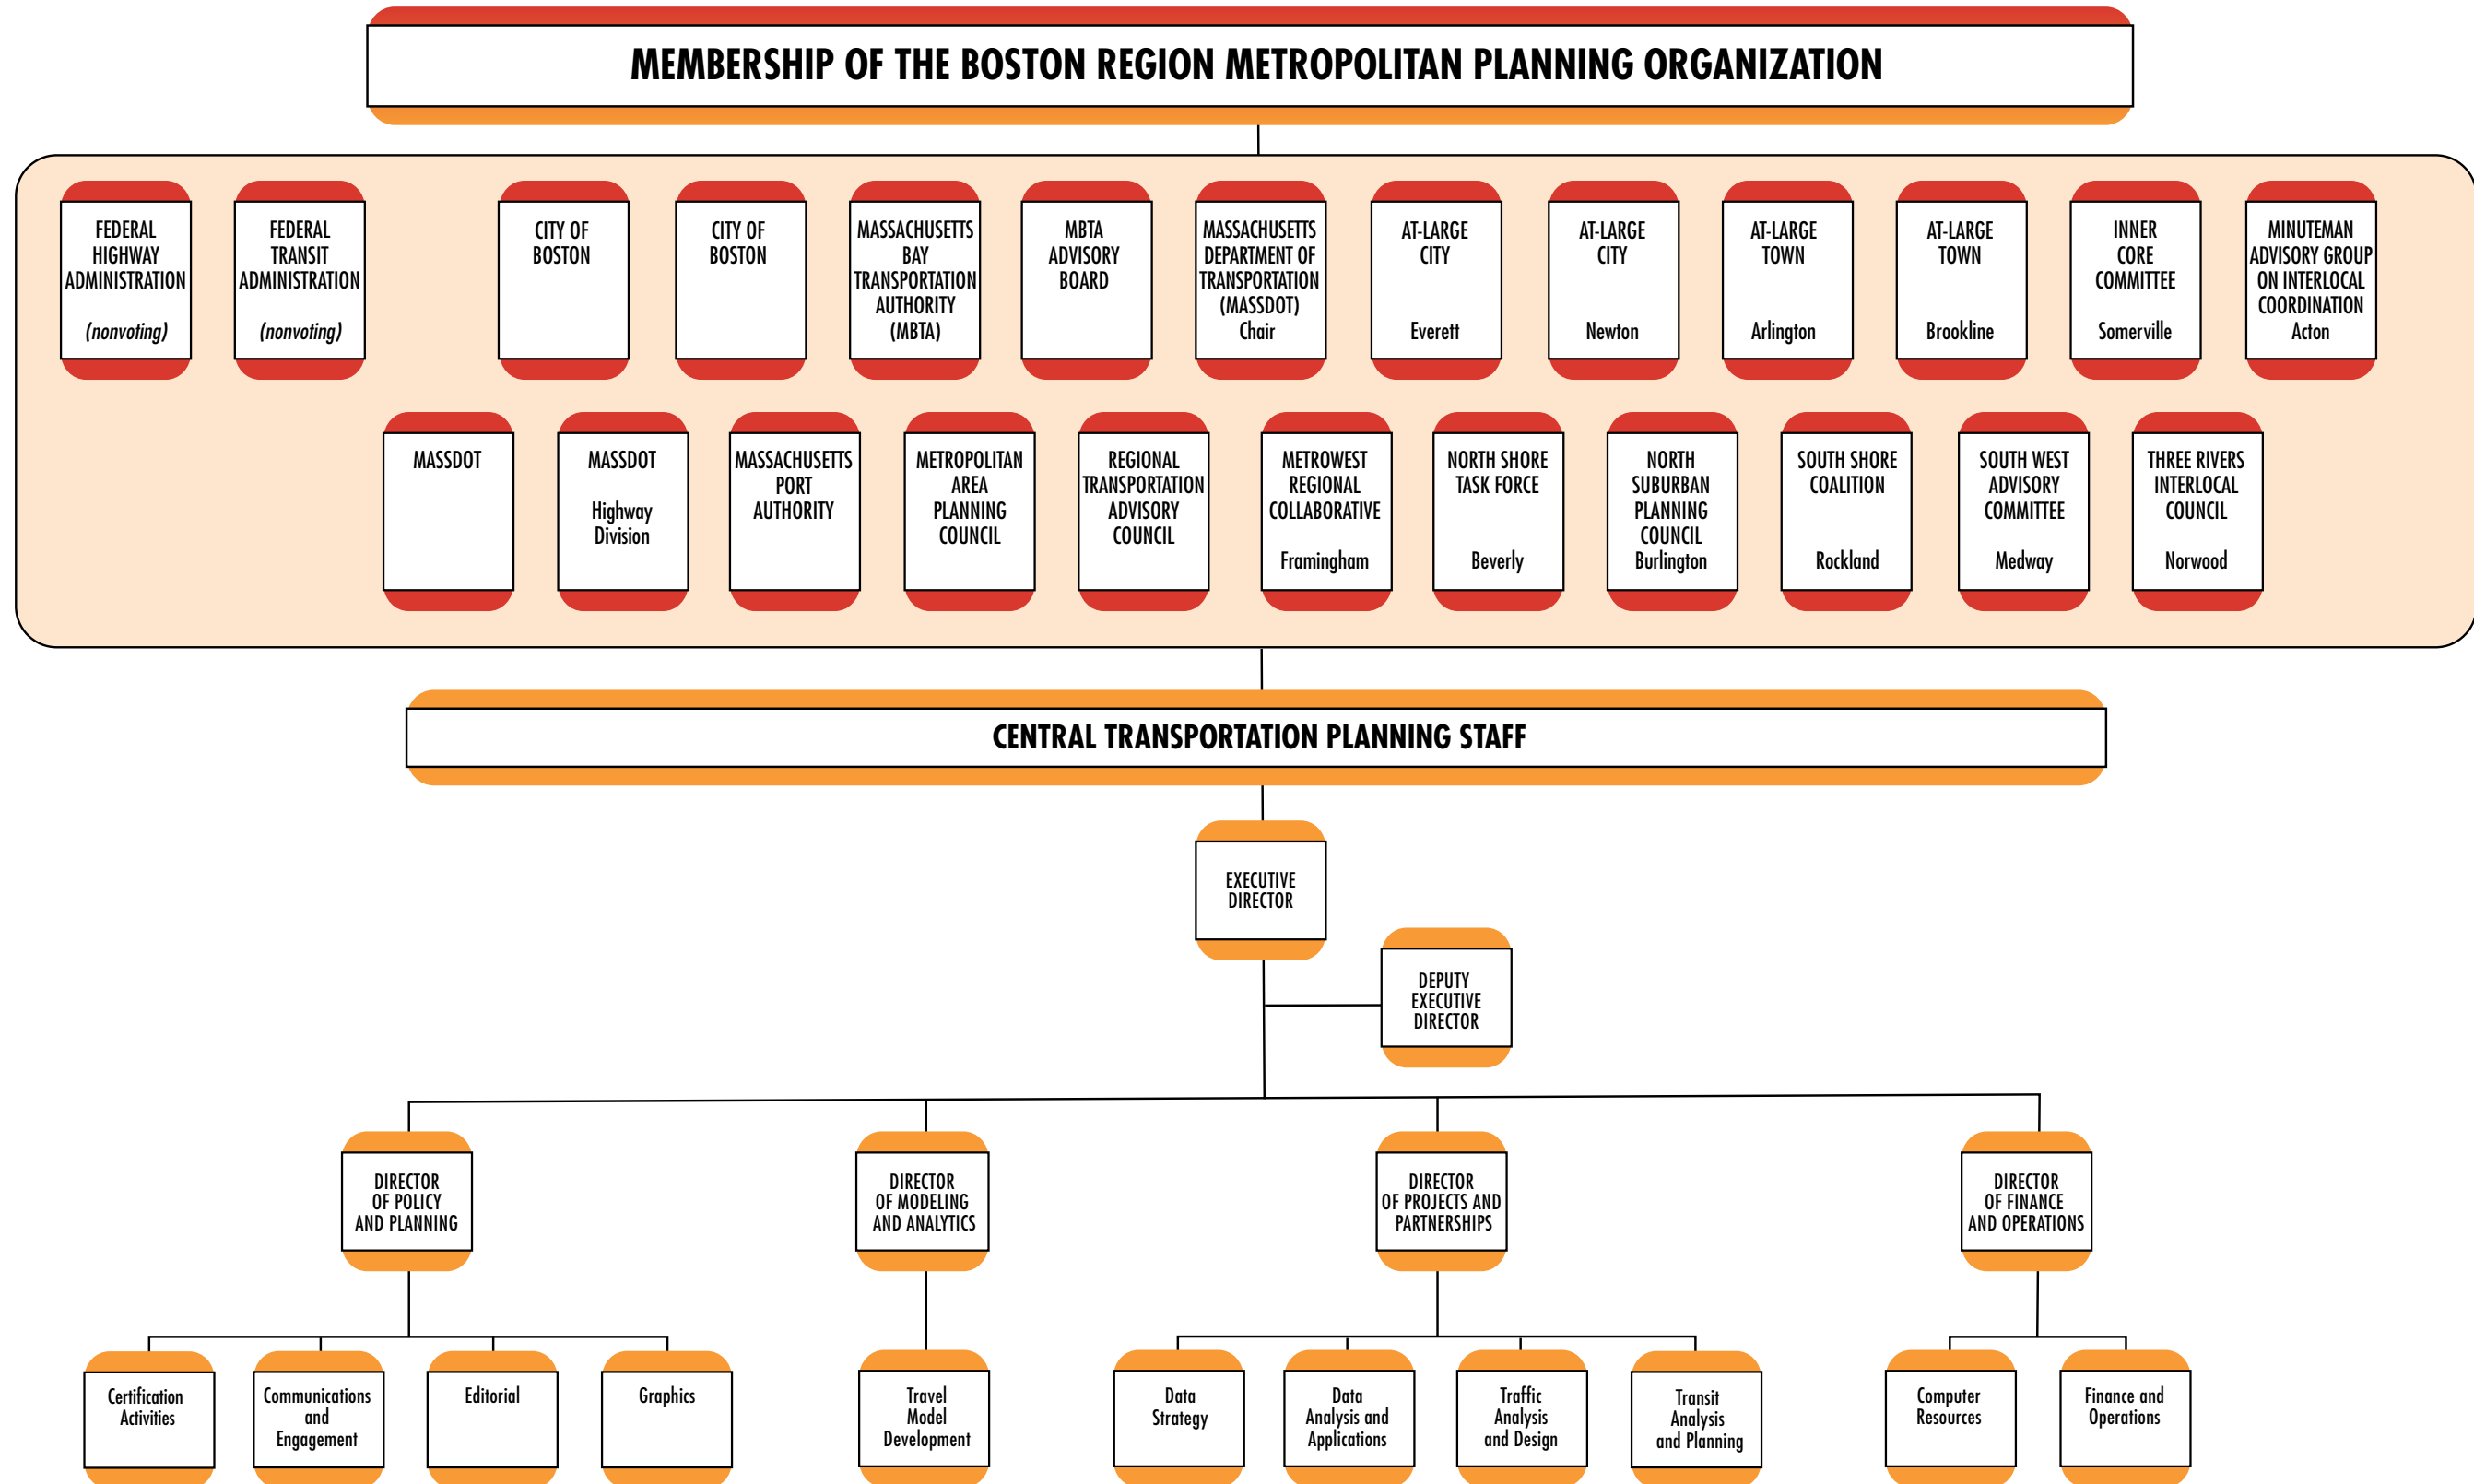 MEMBERSHIP OF THE BOSTON REGION METROPOLITAN PLANNING ORGANIZATION
FEDERAL
HIGHWAY
ADMINISTRATION
(nonvoting)
FEDERAL
TRANSIT
ADMINISTRATION
(nonvoting)
CITY OF
BOSTON
CITY OF
BOSTON
MASSACHUSETTS
BAY
TRANSPORTATION
AUTHORITY
(MBTA)
MBTA
ADVISORY
BOARD
MASSACHUSETTS
DEPARTMENT OF
TRANSPORTATION
(MASSDOT)
Chair
AT-LARGE
CITY
Everett
AT-LARGE
CITY
Newton
AT-LARGE
TOWN
Arlington
AT-LARGE
TOWN
Brookline
INNER
CORE
COMMITTEE
Somerville
MINUTEMAN
ADVISORY GROUP
ON INTERLOCAL
COORDINATION
Acton
MASSDOT
MASSDOT
Highway
Division
MASSACHUSETTS
PORT
AUTHORITY
METROPOLITAN
AREA
PLANNING
COUNCIL
REGIONAL
TRANSPORTATION
ADVISORY
COUNCIL
METROWEST
REGIONAL
COLLABORATIVE
Framingham
NORTH SHORE
TASK FORCE
Beverly
NORTH
SUBURBAN
PLANNING
COUNCIL
Burlington
SOUTH SHORE
COALITION
Rockland
SOUTH WEST
ADVISORY
COMMITTEE
Medway
THREE RIVERS
INTERLOCAL
COUNCIL
Norwood
CENTRAL TRANSPORTATION PLANNING STAFF
EXECUTIVE
DIRECTOR
DEPUTY
EXECUTIVE
DIRECTOR
DIRECTOR
OF POLICY
AND PLANNING
DIRECTOR
OF MODELING
AND ANALYTICS
DIRECTOR
OF PROJECTS AND
PARTNERSHIPS
DIRECTOR
OF FINANCE
AND OPERATIONS
Certification
Activities
Communications
and
Engagement
Editorial
Graphics
Travel
Model
Development
Data
Strategy
Data
Analysis and
Applications
Traffic
Analysis
and Design
Transit
Analysis
and Planning
Computer
Resources
Finance and
Operations